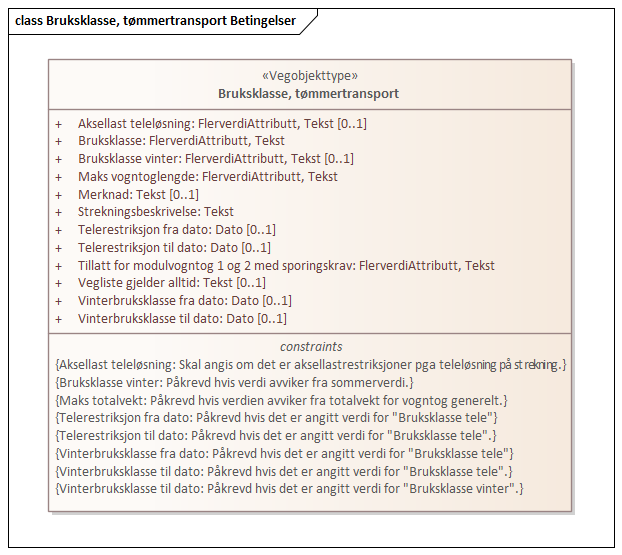 class Bruksklasse, tømmertransport Betingelser
«Vegobjekttype»
Bruksklasse, tømmertransport
+ Aksellast teleløsning: FlerverdiAttributt, Tekst [0..1]
+ Bruksklasse: FlerverdiAttributt, Tekst
+ Bruksklasse vinter: FlerverdiAttributt, Tekst [0..1]
+ Maks vogntoglengde: FlerverdiAttributt, Tekst
+ Merknad: Tekst [0..1]
+ Strekningsbeskrivelse: Tekst
+ Telerestriksjon fra dato: Dato [0..1]
+ Telerestriksjon til dato: Dato [0..1]
+ Tillatt for modulvogntog 1 og 2 med sporingskrav: FlerverdiAttributt, Tekst
+ Vegliste gjelder alltid: Tekst [0..1]
+ Vinterbruksklasse fra dato: Dato [0..1]
+ Vinterbruksklasse til dato: Dato [0..1]
constraints
{Aksellast teleløsning: Skal angis om det er aksellastrestriksjoner pga teleløsning på strekning.}
{Bruksklasse vinter: Påkrevd hvis verdi avviker fra sommerverdi.}
{Maks totalvekt: Påkrevd hvis verdien avviker fra totalvekt for vogntog generelt.}
{Telerestriksjon fra dato: Påkrevd hvis det er angitt verdi for "Bruksklasse tele"}
{Telerestriksjon til dato: Påkrevd hvis det er angitt verdi for "Bruksklasse tele".}
{Vinterbruksklasse fra dato: Påkrevd hvis det er angitt verdi for "Bruksklasse tele"}
{Vinterbruksklasse til dato: Påkrevd hvis det er angitt verdi for "Bruksklasse tele".}
{Vinterbruksklasse til dato: Påkrevd hvis det er angitt verdi for "Bruksklasse vinter".}